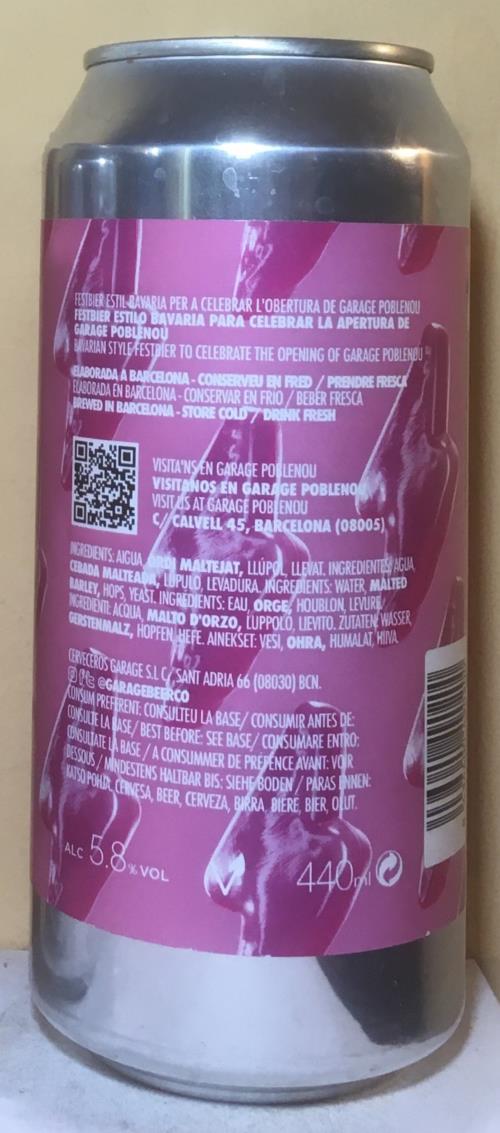 FESTBIER ESTIL BAVARIA PER A CELEBRAR L'OBERTURA DE GARAGE POBLENOU
FESTBIER ESTILO BAVARIA PARA CELEBRAR LA APERTURA DE
GARAGE POBLENOU
BAVARIAN STYLE FESTBIER TO CELEBRATE THE OPENING OF GARAGE POBLENOU
ELABORADA A BARCELONA - CONSERVEU EN FRED / PRENDRE FRESCA
ELABORADA EN BARCELONA - CONSERVAR EN FRÍO / BEBER FRESCA
BREWED IN BARCELONA - STORE COLD / DRINK FRESH
VISITA'NS EN GARAGE POBLENOU
VISITANOS EN GARAGE POBLENOU
VISIT US AT GARAGE POBLENOU
C/ CALVELL 45, BARCELONA (08005)
INGREDIENTS: AIGUA, ORDI MALTEJAT, LLÚPOL, LLEVAT. INGREDIENTES: AGUA,
CEBADA MALTEADA, LÚPULO, LEVADURA. INGREDIENTS: WATER, MALTED
BARLEY, HOPS, YEAST. INGRÉDIENTS: EAU, ORGE, HOUBLON, LEVURE.
INGREDIENTI: ACQUA, MALTO D'ORZO, LUPPOLO, LIEVITO. ZUTATEN: WASSER,
GERSTENMALZ, HOPFEN, HEFE. AINEKSET: VESI, OHRA, HUMALAT, HIIVA.
CERVECEROS GARAGE S.L C/ SANT ADRIA 66 (08030) BCN.
@GARAGEBEERCO
CONSUM PREFERENT: CONSULTEU LA BASE/ CONSUMIR ANTES DE:
CONSULTE LA BASE/ BEST BEFORE: SEE BASE/ CONSUMARE ENTRO:
CONSULTATE LA BASE / A CONSUMMER DE PRÉFENCE AVANT: VOIR
DESSOUS / MINDESTENS HALTBAR BIS: SIEHE BODEN / PARAS ENNEN:
KATSO POHJA, CERVESA, BEER, CERVEZA, BIRRA, BIÈRE, BIER, OLUT.
ALC 5.8% VOL
440ml